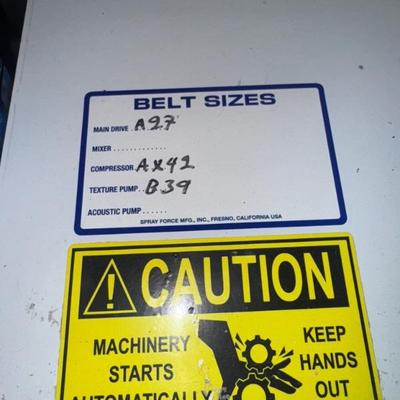 BELT SIZES
MAIN DRIVE . A27
MIXER . . . . . . . . . . . . .
COMPRESSOR . AX42
TEXTURE PUMP . . B39
ACOUSTIC PUMP . . . . . .
SPRAY FORCE MFG., INC., FRESNO, CALIFORNIA USA
! CAUTION
MACHINERY
STARTS
AUTOMATICALLY
KEEP
HANDS
OUT